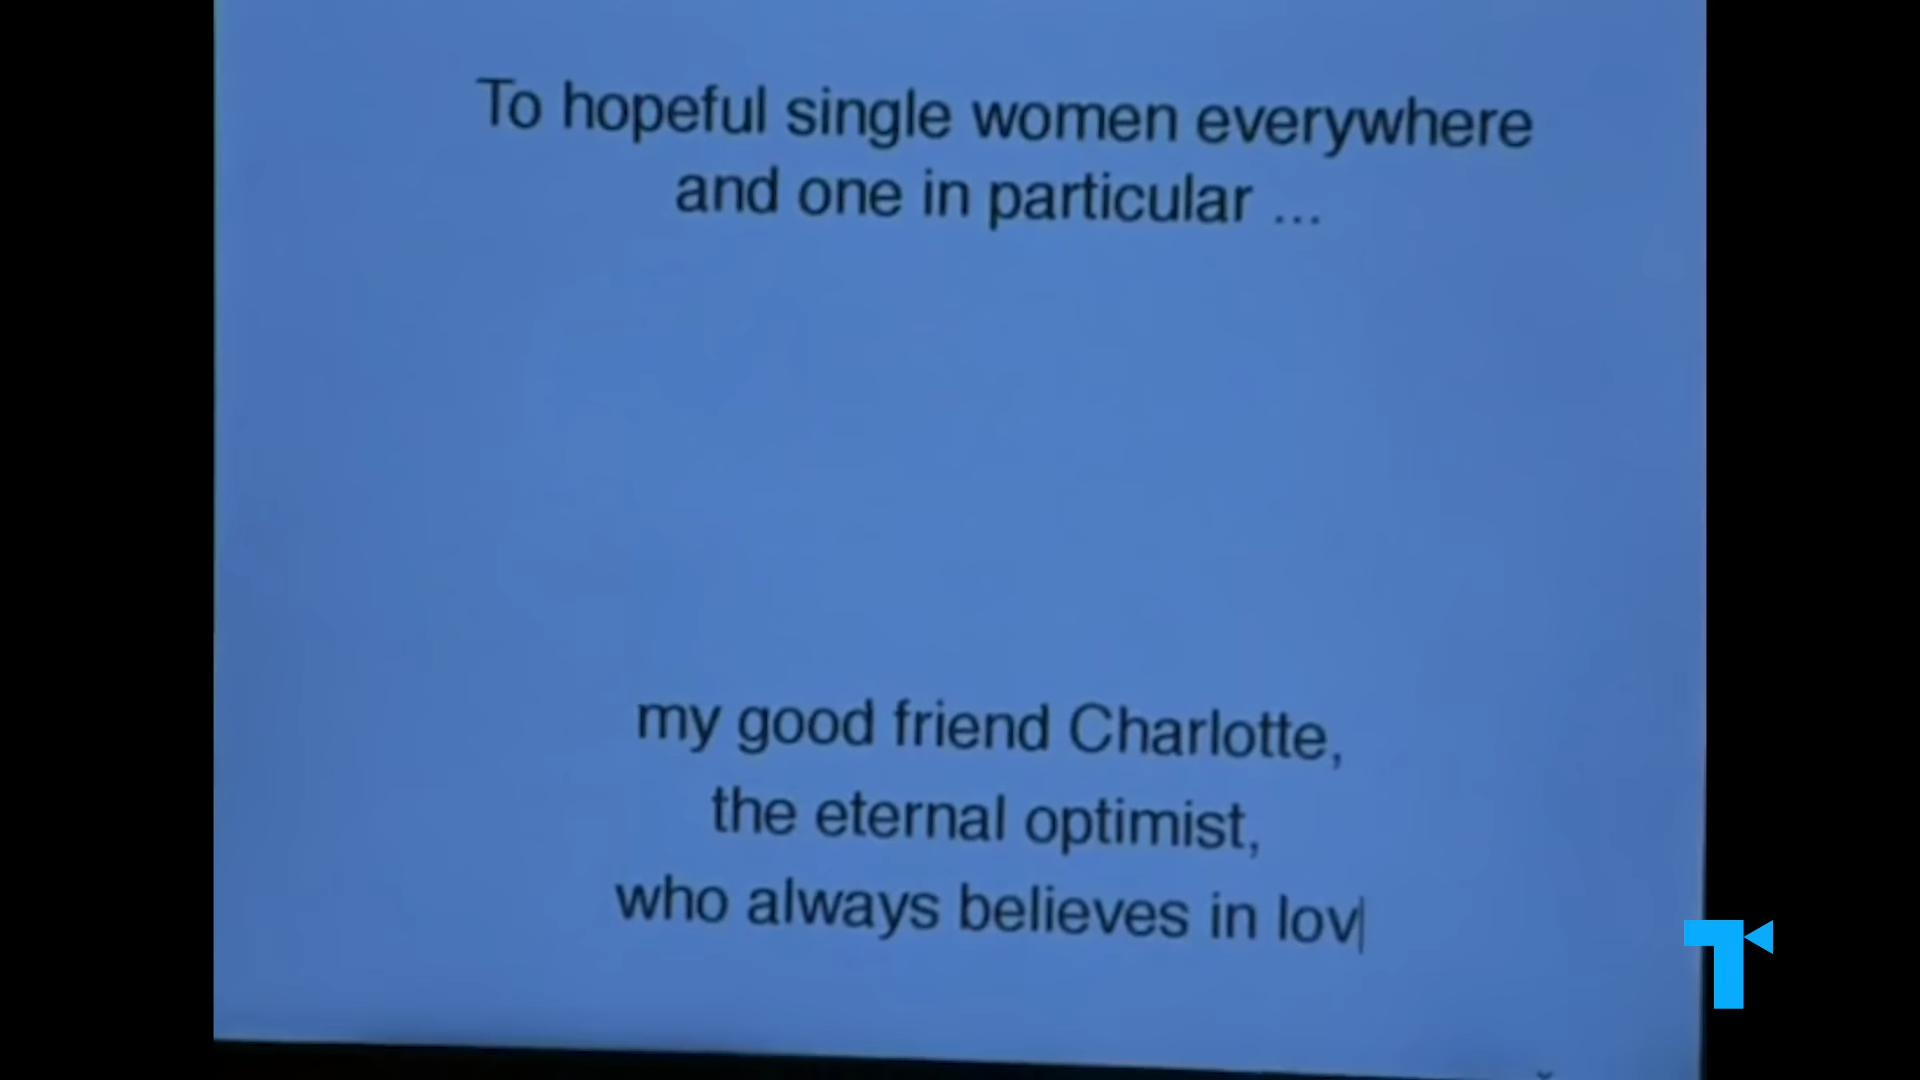 To hopeful single women everywhere
and one in particular ...
my good friend Charlotte,
the eternal optimist,
who always believes in lov